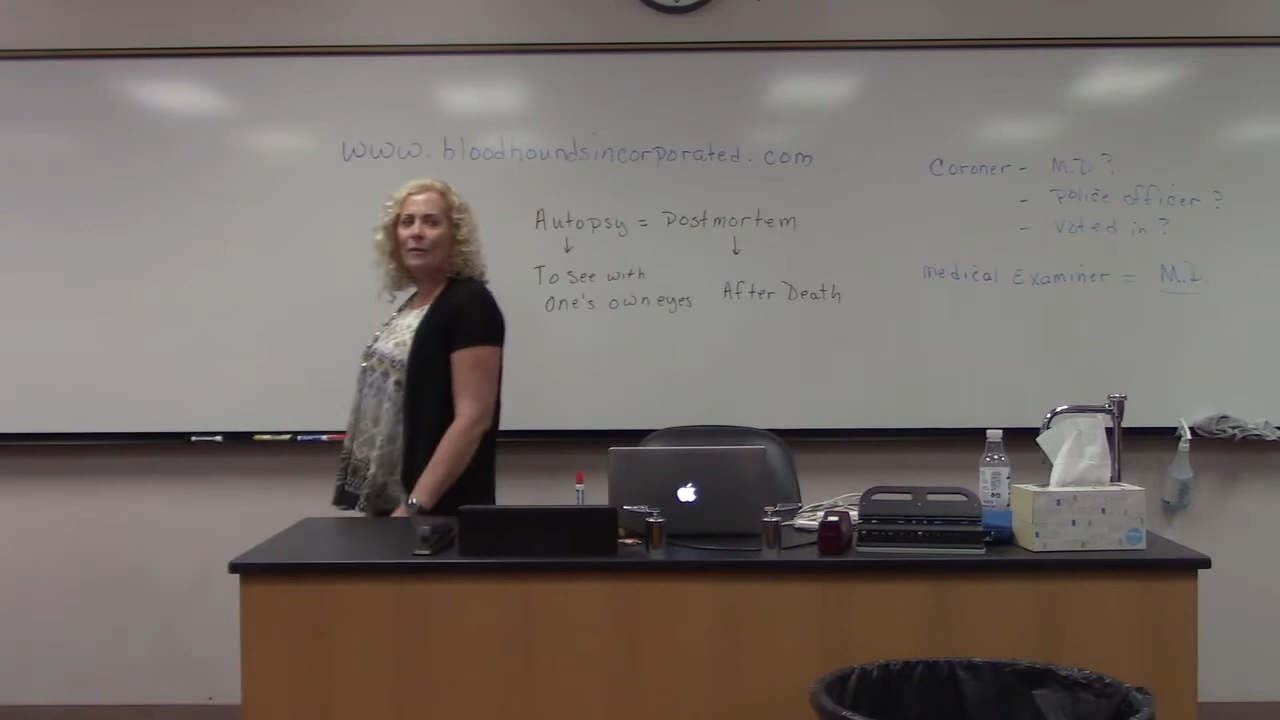 www.bloodhoundsincorporated.com
Autopsy = Postmortem
↓ ↓
To see with
one's own eyes
After Death
Coroner - M.D?
- Police officer?
- Voted in?
Medical Examiner = M.D